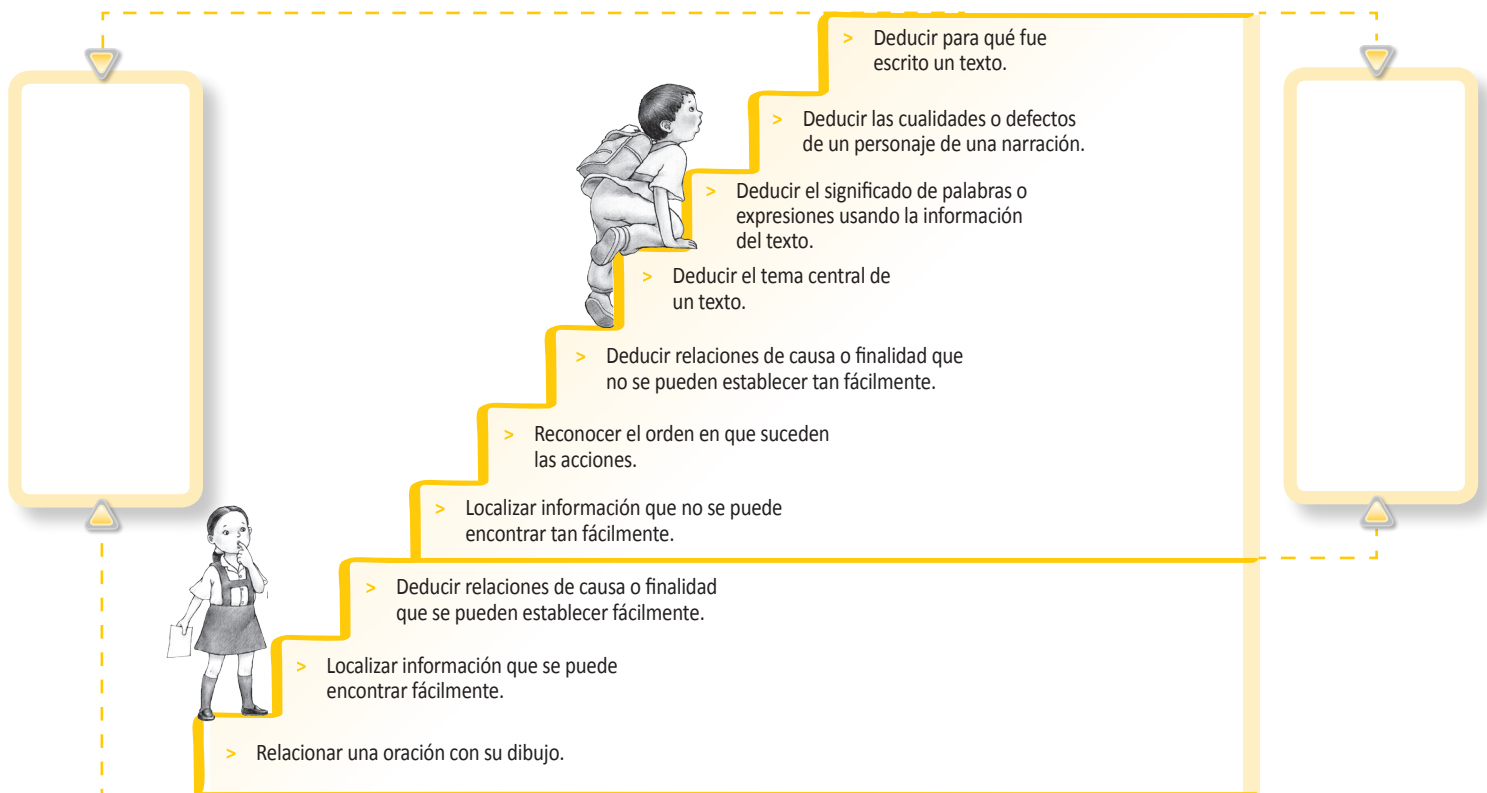 > Deducir para qué fue
escrito un texto.
> Deducir las cualidades o defectos
de un personaje de una narración.
> Deducir el significado de palabras o
expresiones usando la información
del texto.
> Deducir el tema central de
un texto.
> Deducir relaciones de causa o finalidad que
no se pueden establecer tan fácilmente.
> Reconocer el orden en que suceden
las acciones.
> Localizar información que no se puede
encontrar tan fácilmente.
> Deducir relaciones de causa o finalidad
que se pueden establecer fácilmente.
> Localizar información que se puede
encontrar fácilmente.
> Relacionar una oración con su dibujo.